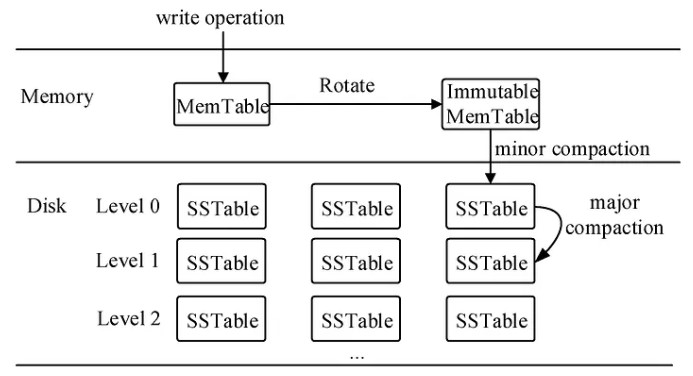 write operation
Memory
MemTable
Rotate
Immutable
MemTable
minor compaction
Disk
Level 0
SSTable
SSTable
SSTable
major
compaction
Level 1
SSTable
SSTable
SSTable
Level 2
SSTable
SSTable
SSTable
...